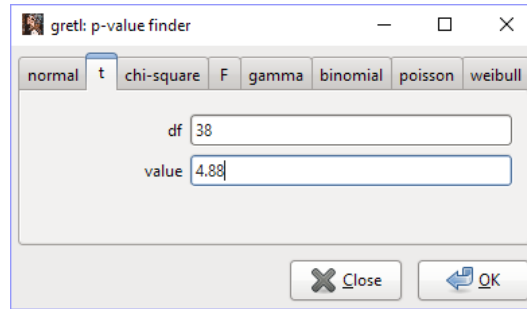 gretl: p-value finder
normal t chi-square F gamma binomial poisson weibull
df 38
value 4.88
Close OK